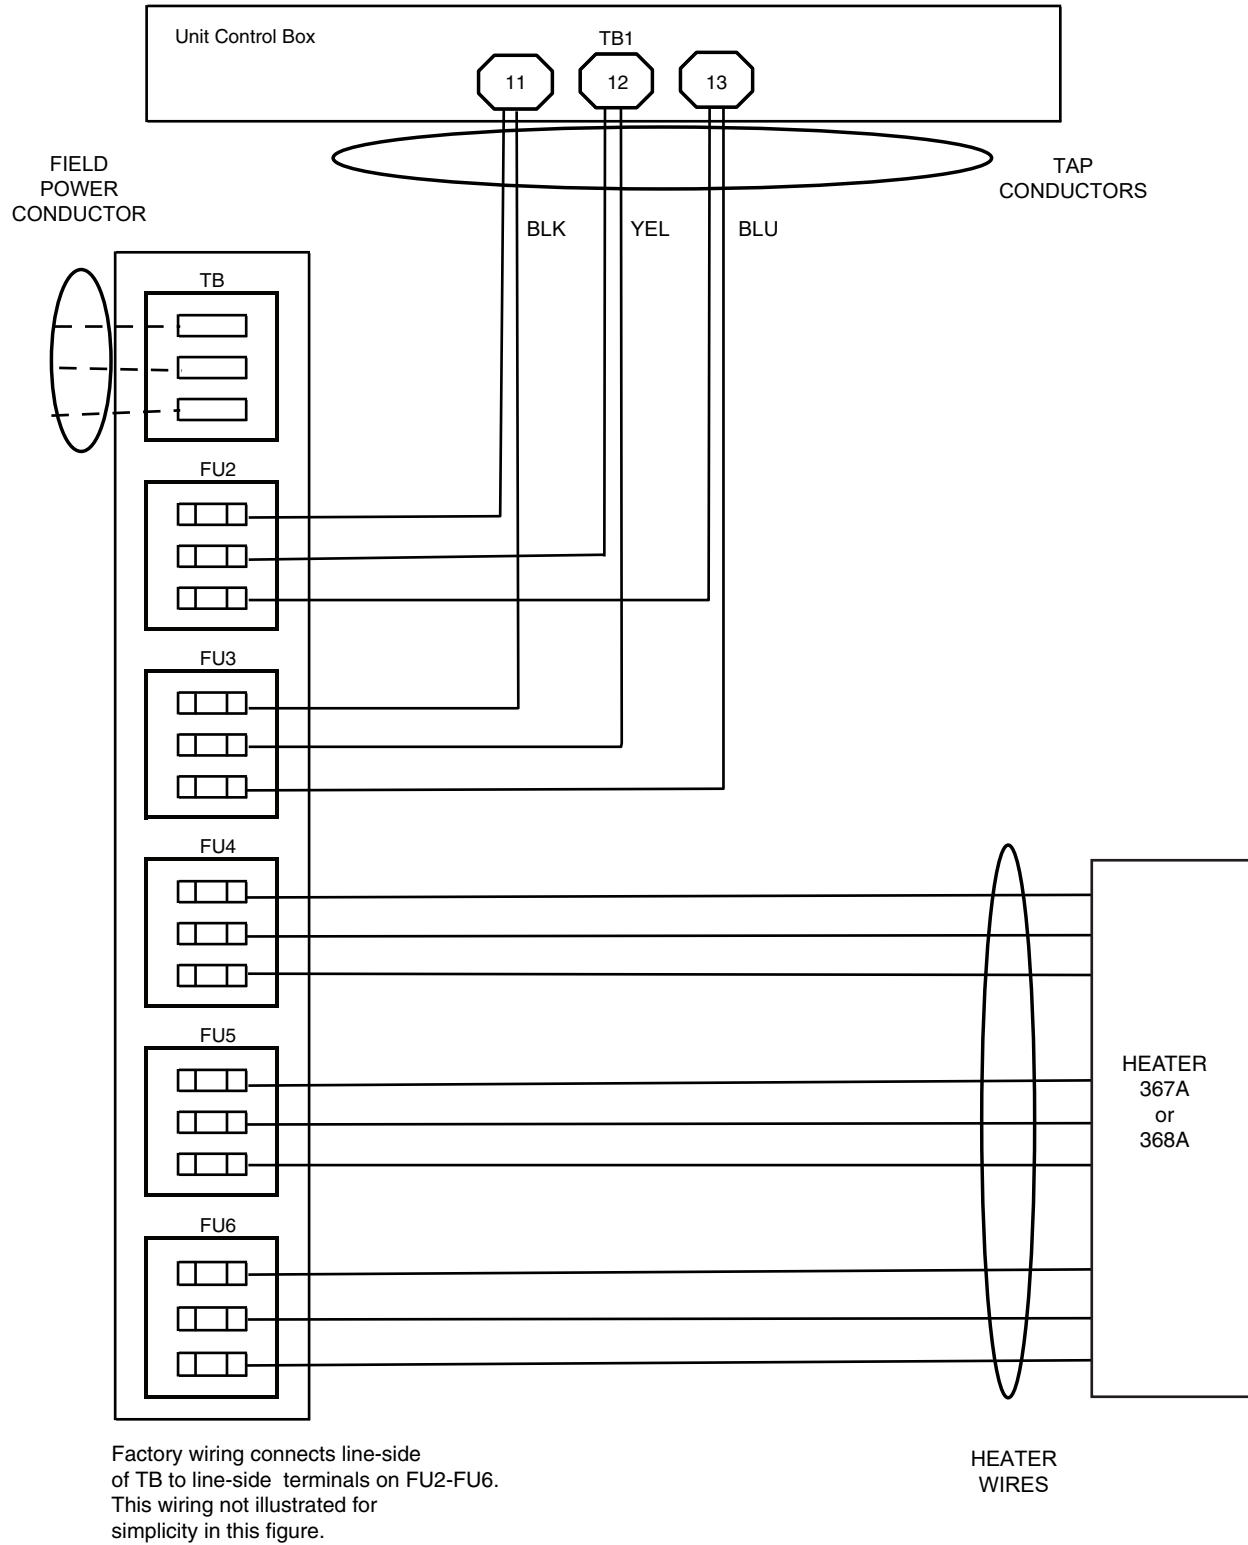 Unit Control Box
TB1
11
12
13
FIELD
POWER
CONDUCTOR
TAP
CONDUCTORS
BLK
YEL
BLU
TB
FU2
FU3
FU4
FU5
HEATER
367A
or
368A
FU6
Factory wiring connects line-side
of TB to line-side terminals on FU2-FU6.
This wiring not illustrated for
simplicity in this figure.
HEATER
WIRES